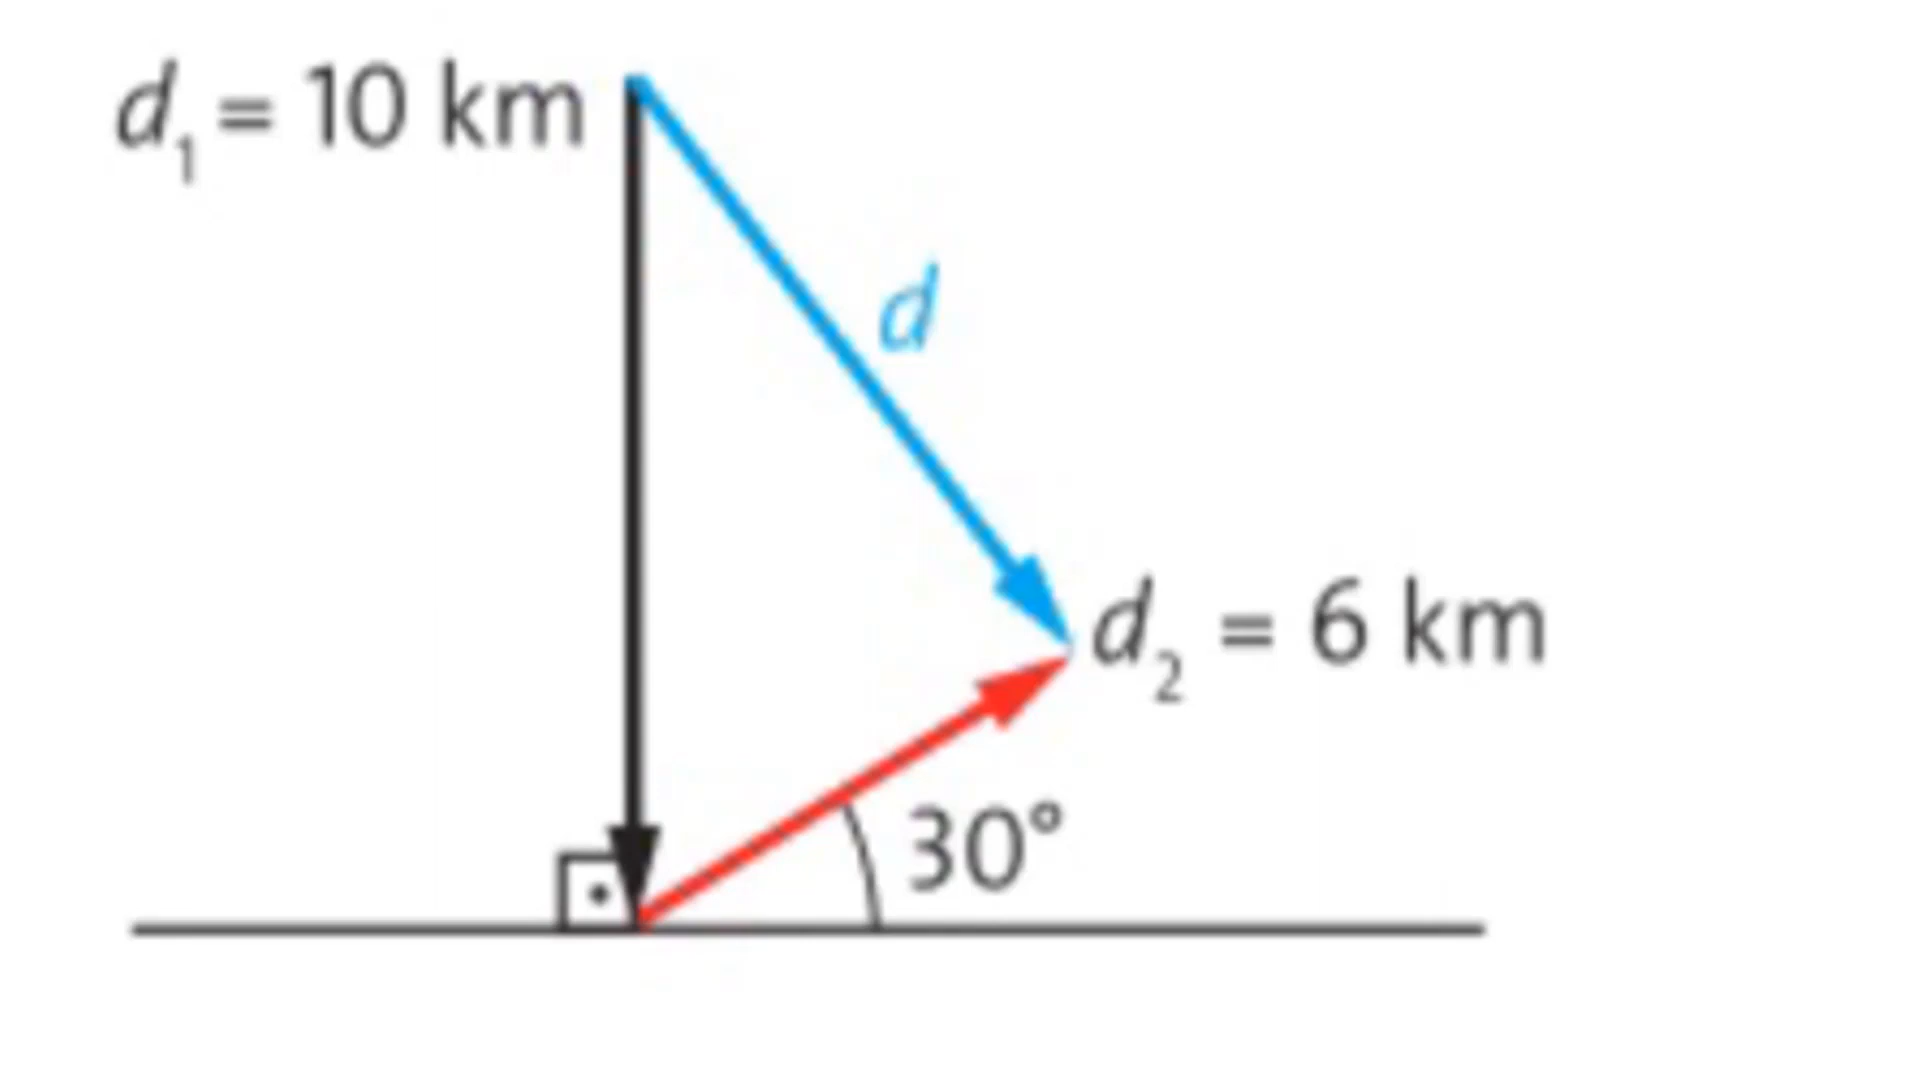 d₁ = 10 km
d
d₂ = 6 km
30°